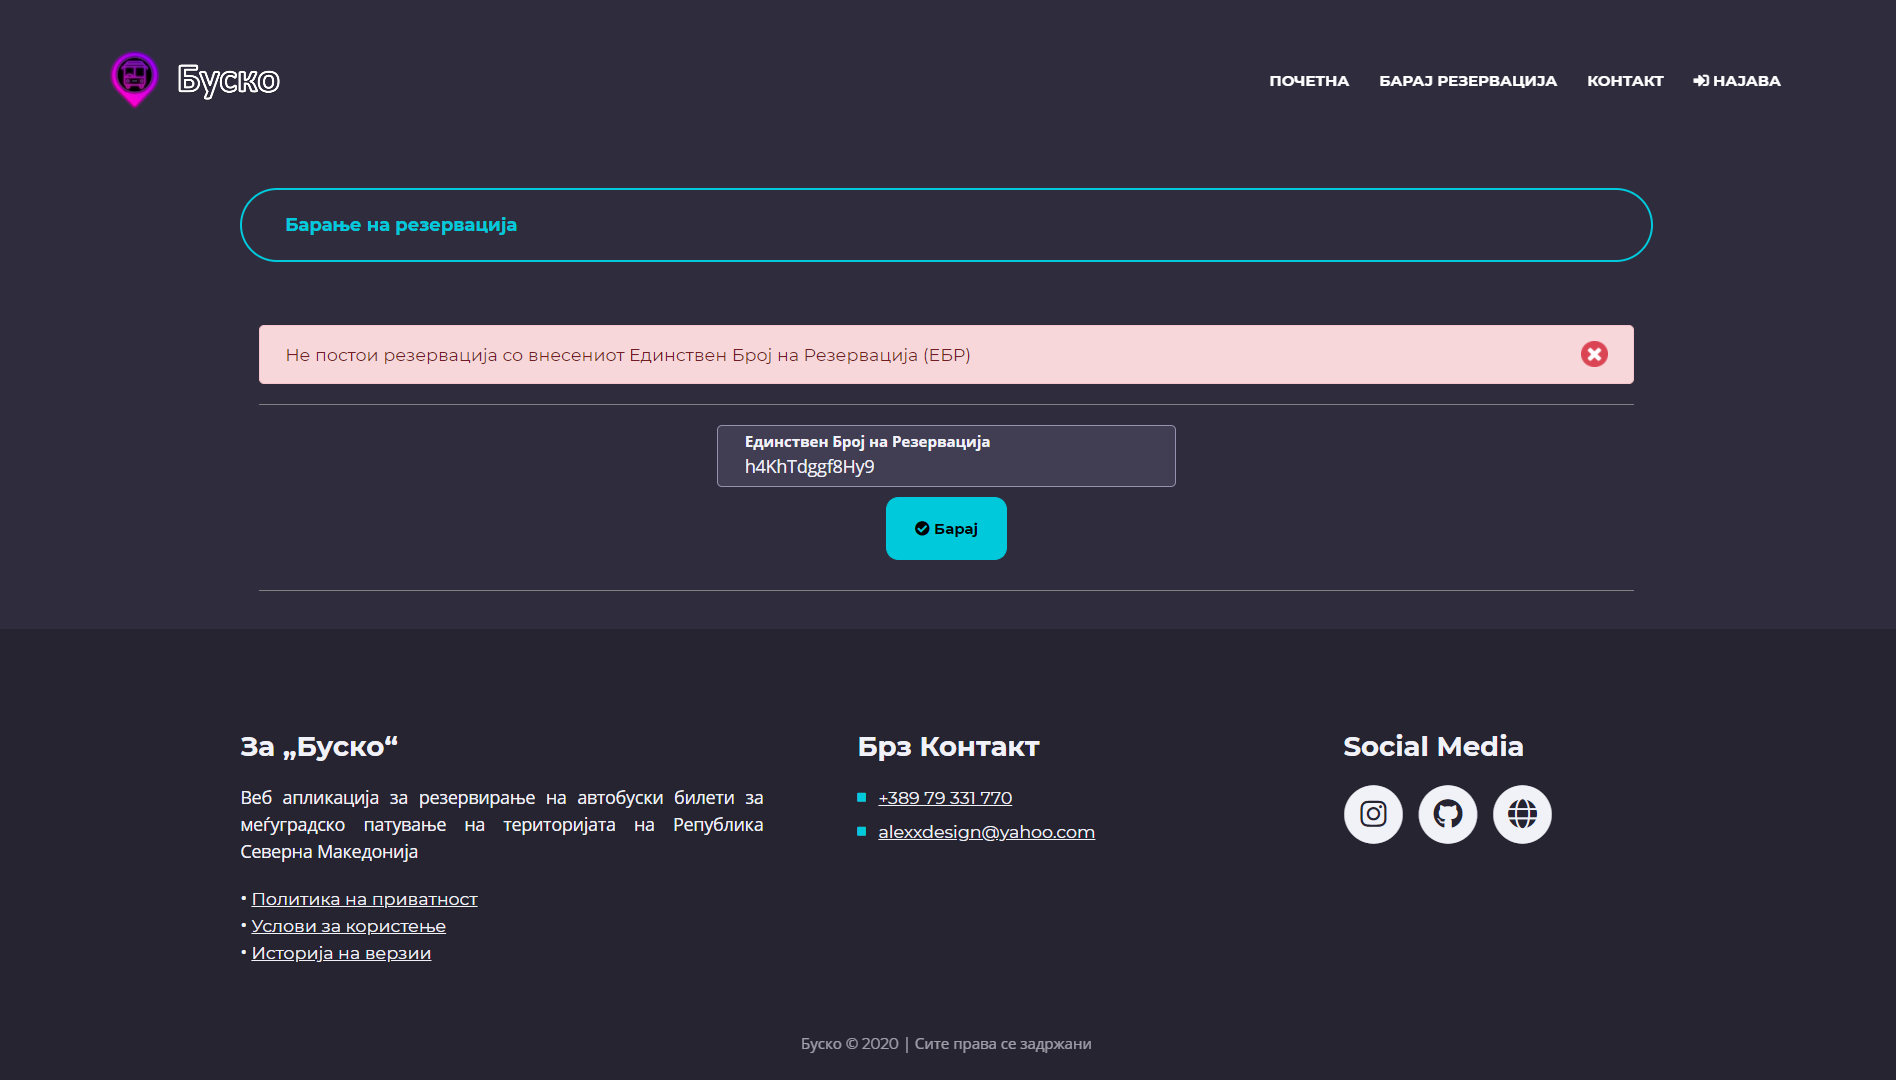 Буско
ПОЧЕТНА БАРАЈ РЕЗЕРВАЦИЈА КОНТАКТ НАЈАВА
Барање на резервација
Не постои резервација со внесениот Единствен Број на Резервација (ЕБР)
Единствен Број на Резервација
h4KhTdggf8Hy9
Барај
За „Буско“
Веб апликација за резервирање на автобуски билети за
меѓуградско патување на територијата на Република
Северна Македонија
• Политика на приватност
• Услови за користење
• Историја на верзии
Брз Контакт
+389 79 331 770
alexxdesign@yahoo.com
Social Media
Буско © 2020 | Сите права се задржани